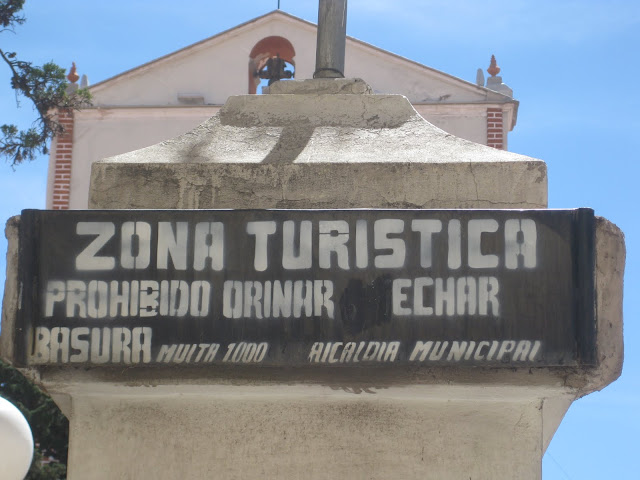 ZONA TURISTICA
PROHIBIDO ORINAR ECHAR
BASURA MULTA 1000 ALCALDIA MUNICIPAL